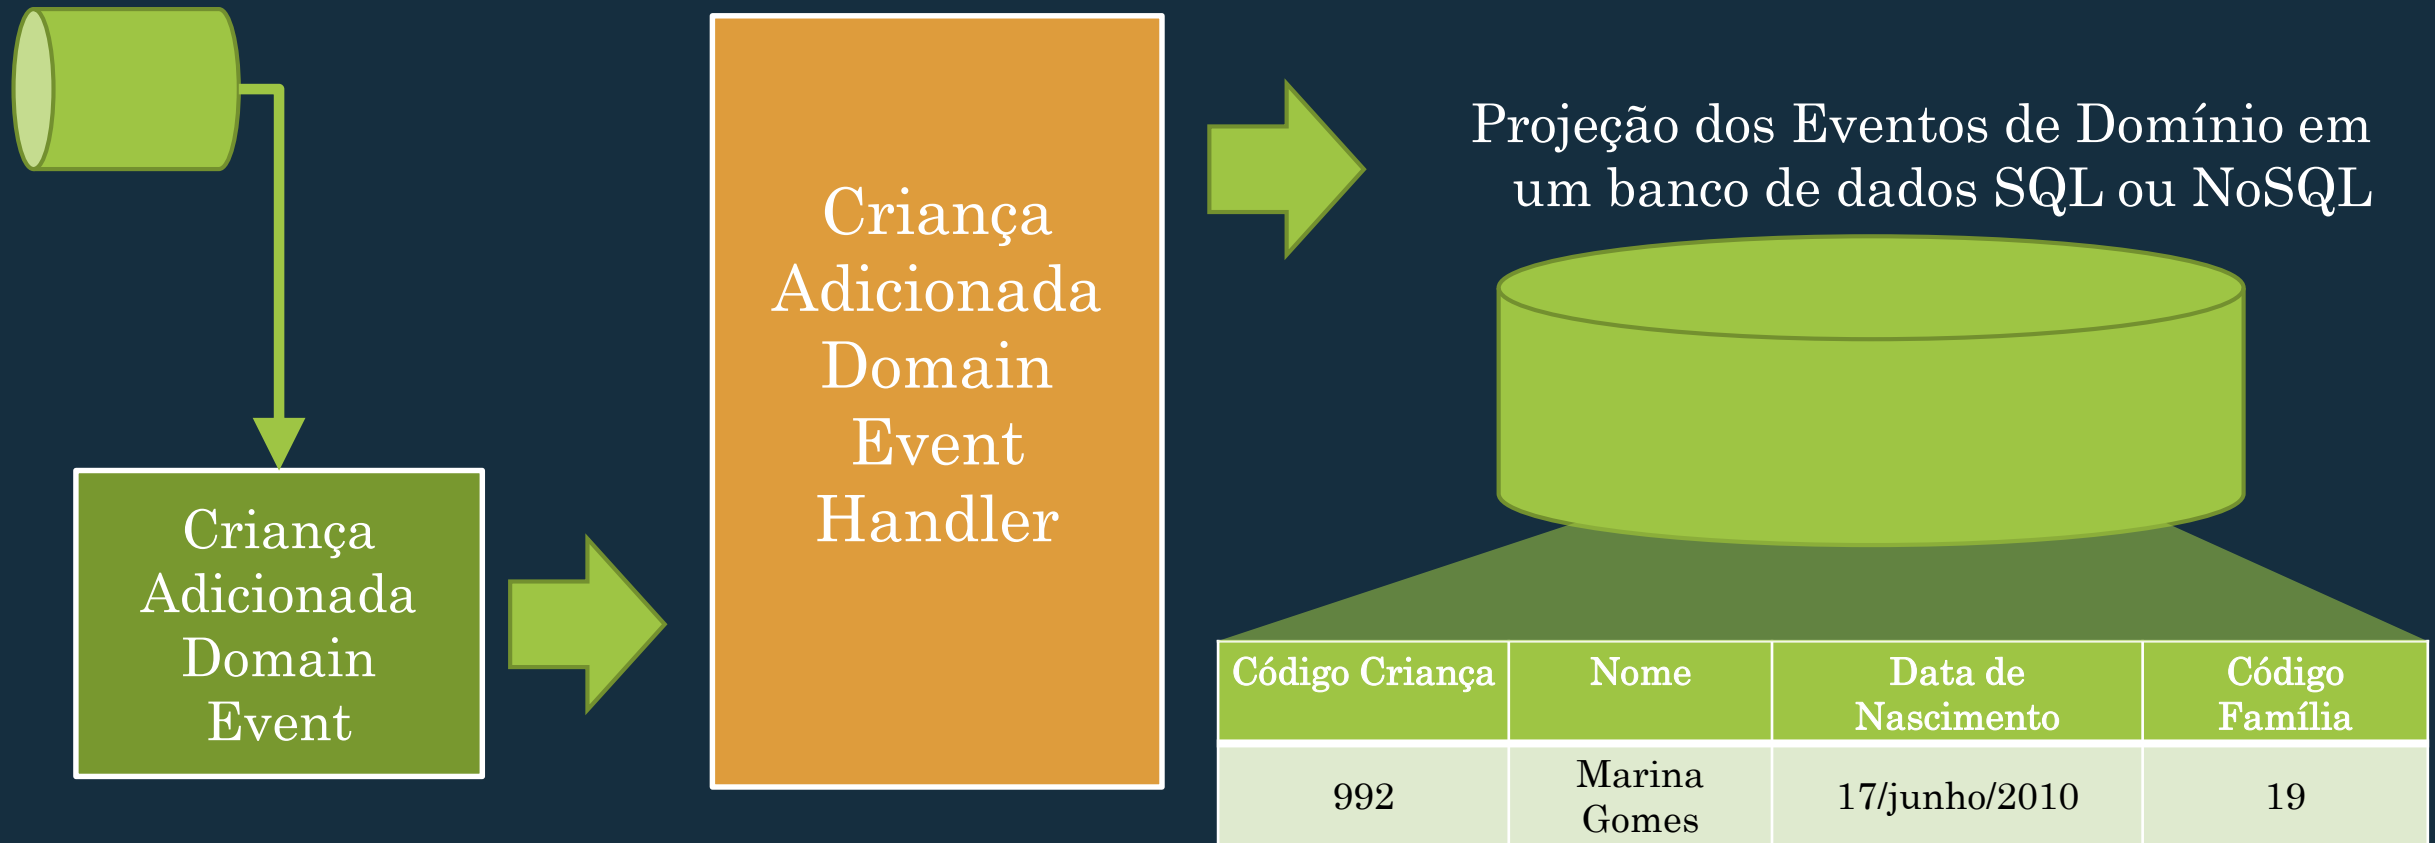 Criança
Adicionada
Domain
Event
Criança
Adicionada
Domain
Event
Handler
Projeção dos Eventos de Domínio em
um banco de dados SQL ou NoSQL
Código Criança
Nome
Data de
Nascimento
Código
Família
992
Marina
Gomes
17/junho/2010
19